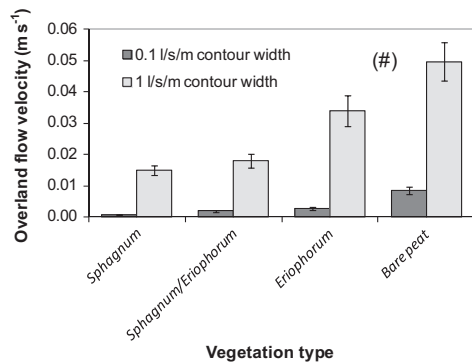 Overland flow velocity (m s⁻¹)
0.06
0.05
0.04
0.03
0.02
0.01
0.00
0.1 l/s/m contour width
1 l/s/m contour width
(#)
Sphagnum
Sphagnum/Eriophorum
Eriophorum
Bare peat
Vegetation type